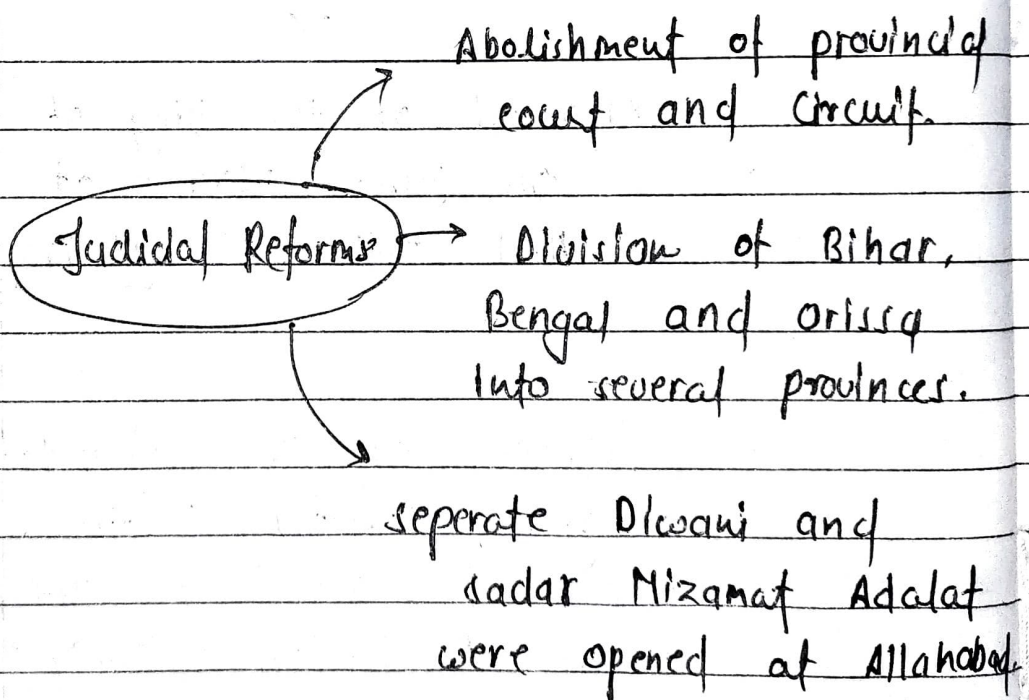 Abolishment of provincial
court and Circuit.
Judicial Reforms
Division of Bihar,
Bengal and orissa
Into several provinces.
seperate Diwani and
sadar Nizamat Adalat
were opened at Allahabad.